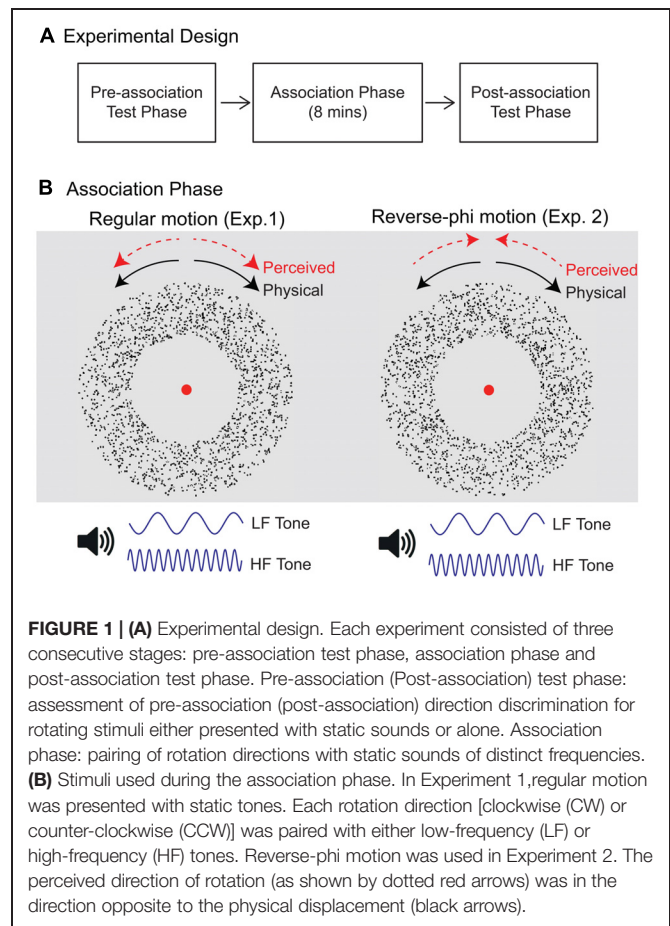 A Experimental Design
Pre-association
Test Phase
Association Phase
(8 mins)
Post-association
Test Phase
B Association Phase
Regular motion (Exp.1)
Reverse-phi motion (Exp. 2)
Perceived
Physical
Perceived
Physical
LF Tone
HF Tone
LF Tone
HF Tone
FIGURE 1 | (A) Experimental design. Each experiment consisted of three
consecutive stages: pre-association test phase, association phase and
post-association test phase. Pre-association (Post-association) test phase:
assessment of pre-association (post-association) direction discrimination for
rotating stimuli either presented with static sounds or alone. Association
phase: pairing of rotation directions with static sounds of distinct frequencies.
(B) Stimuli used during the association phase. In Experiment 1,regular motion
was presented with static tones. Each rotation direction [clockwise (CW) or
counter-clockwise (CCW)] was paired with either low-frequency (LF) or
high-frequency (HF) tones. Reverse-phi motion was used in Experiment 2. The
perceived direction of rotation (as shown by dotted red arrows) was in the
direction opposite to the physical displacement (black arrows).